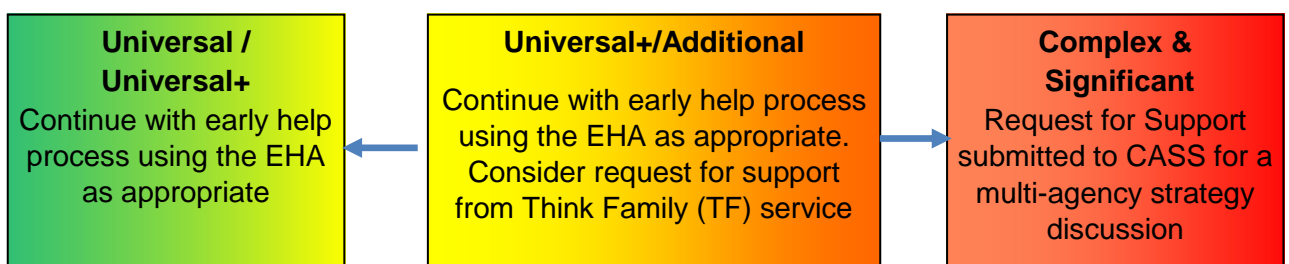 Universal /
Universal+
Continue with early help
process using the EHA
as appropriate
Universal+/Additional
Continue with early help process
using the EHA as appropriate.
Consider request for support
from Think Family (TF) service
Complex &
Significant
Request for Support
submitted to CASS for a
multi-agency strategy
discussion